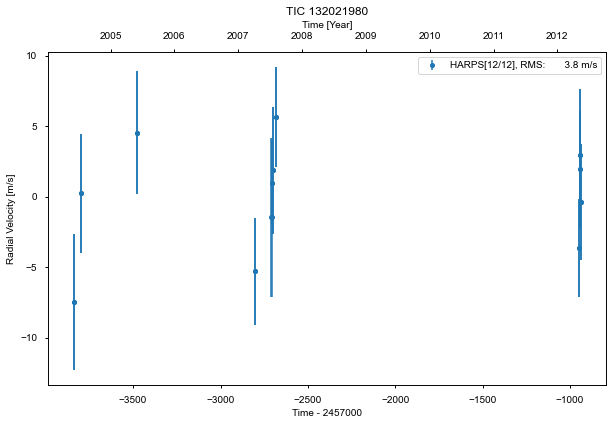 TIC 132021980
Time [Year]
2005 2006 2007 2008 2009 2010 2011 2012
HARPS[12/12], RMS: 3.8 m/s
Radial Velocity [m/s]
10
5
0
−5
−10
−3500 −3000 −2500 −2000 −1500 −1000
Time - 2457000